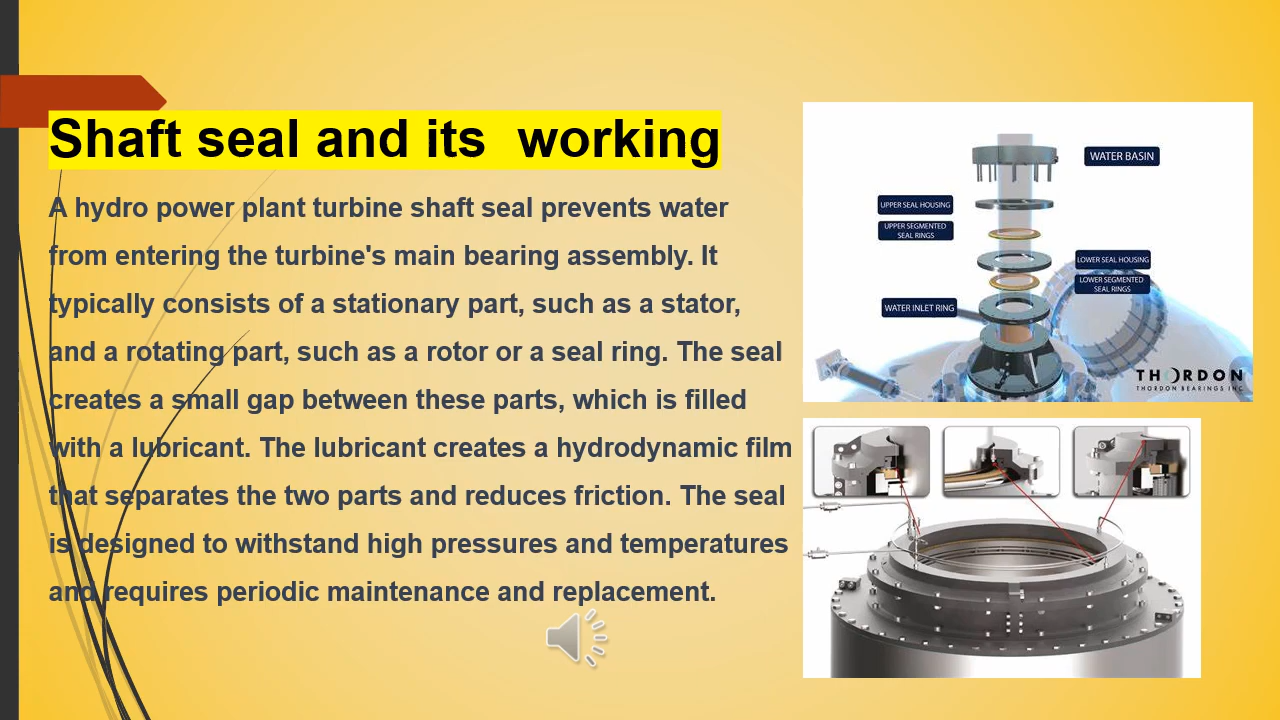 Shaft seal and its  working
A hydro power plant turbine shaft seal prevents water
from entering the turbine's main bearing assembly. It
typically consists of a stationary part, such as a stator,
and a rotating part, such as a rotor or a seal ring. The seal
creates a small gap between these parts, which is filled
with a lubricant. The lubricant creates a hydrodynamic film
that separates the two parts and reduces friction. The seal
is designed to withstand high pressures and temperatures
and requires periodic maintenance and replacement.
WATER BASIN
UPPER SEAL HOUSING
UPPER SEGMENTED
SEAL RINGS
LOWER SEAL HOUSING
LOWER SEGMENTED
SEAL RINGS
WATER INLET RING
THORDON
THORDON BEARINGS INC